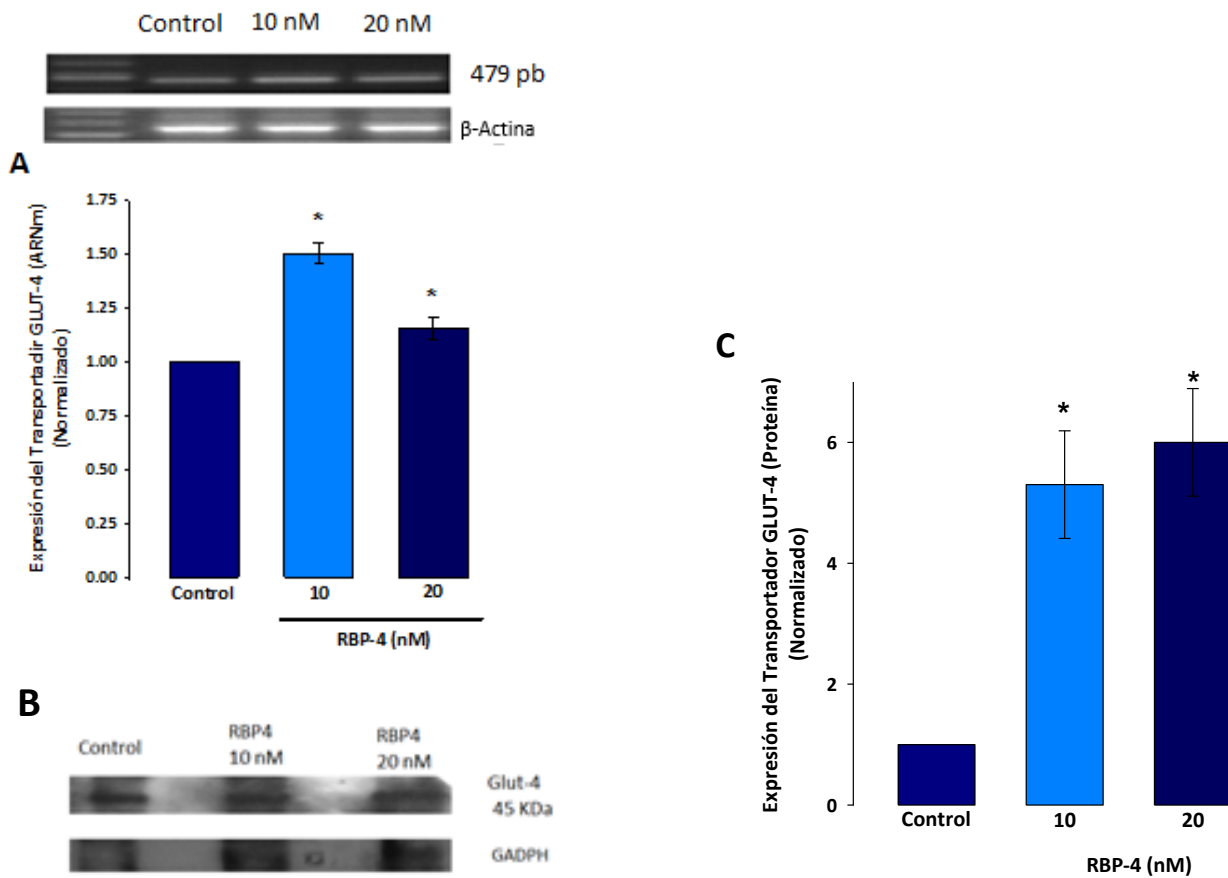 Control 10 nM 20 nM
479 pb
β-Actina
A
Expresión del Transportadir GLUT-4 (ARNm)
(Normalizado)
1.75
1.50
1.25
1.00
0.75
0.50
0.25
0.00
*
*
Control 10 20
RBP-4 (nM)
B
Control RBP4 10 nM RBP4 20 nM
Glut-4
45 KDa
GADPH
C
Expresión del Transportador GLUT-4 (Proteína)
(Normalizado)
6
4
2
0
*
*
Control 10 20
RBP-4 (nM)